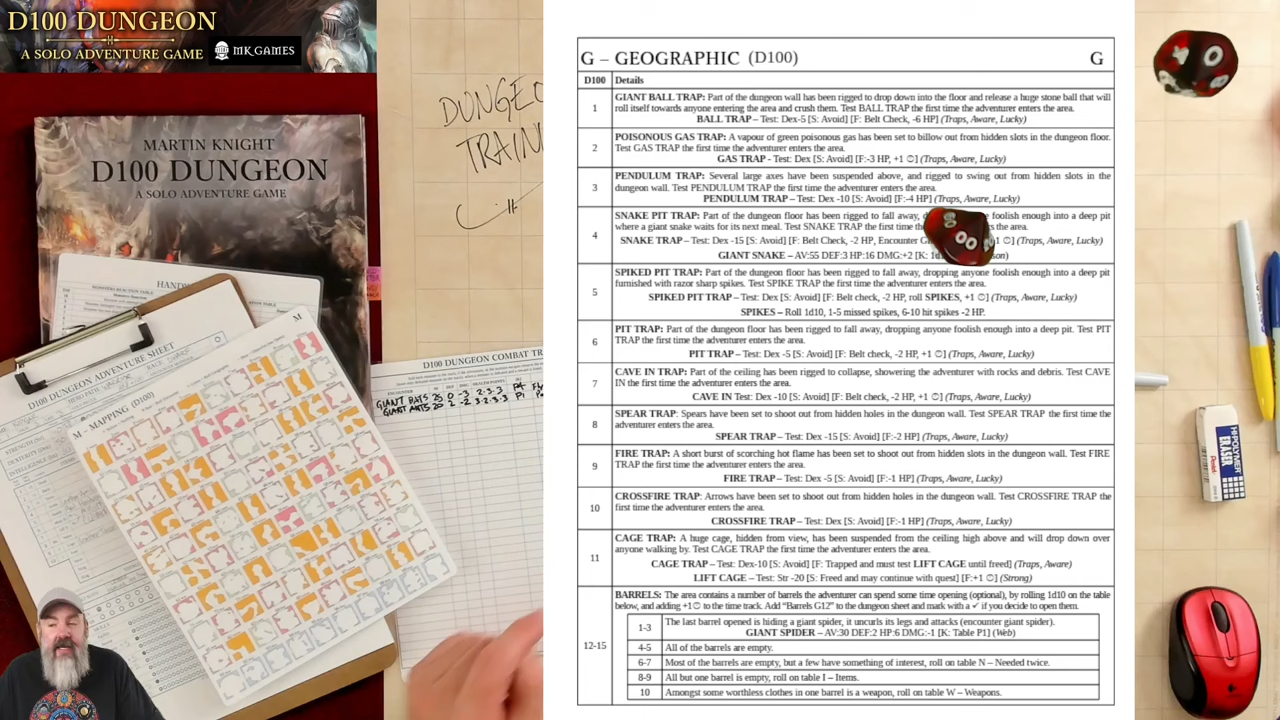 D100 DUNGEON
A SOLO ADVENTURE GAME
MK GAMES
MARTIN KNIGHT
D100 DUNGEON
A SOLO ADVENTURE GAME
DUNGEO
TRAIN
D100 DUNGEON ADVENTURE SHEET
M – MAPPING (D100)
M
D100 DUNGEON COMBAT TR
GIANT RATS
GIANT ANTS
HI-POLYMER
ERASER
Pentel
G – GEOGRAPHIC (D100)
G
D100 Details
1
GIANT BALL TRAP: Part of the dungeon wall has been rigged to drop down into the floor and release a huge stone ball that will
roll itself towards anyone entering the area and crush them. Test BALL TRAP the first time the adventurer enters the area.
BALL TRAP – Test: Dex-5 [S: Avoid] [F: Belt Check, -6 HP] (Traps, Aware, Lucky)
2
POISONOUS GAS TRAP: A vapour of green poisonous gas has been set to billow out from hidden slots in the dungeon floor.
Test GAS TRAP the first time the adventurer enters the area.
GAS TRAP - Test: Dex [S: Avoid] [F:-3 HP, +1 ⏲] (Traps, Aware, Lucky)
3
PENDULUM TRAP: Several large axes have been suspended above, and rigged to swing out from hidden slots in the
dungeon wall. Test PENDULUM TRAP the first time the adventurer enters the area.
PENDULUM TRAP – Test: Dex -10 [S: Avoid] [F:-4 HP] (Traps, Aware, Lucky)
4
SNAKE PIT TRAP: Part of the dungeon floor has been rigged to fall away, foolish enough into a deep pit
where a giant snake waits for its next meal. Test SNAKE TRAP the first time the area.
SNAKE TRAP – Test: Dex -15 [S: Avoid] [F: Belt Check, -2 HP, Encounter (Traps, Aware, Lucky)
GIANT SNAKE – AV:55 DEF:3 HP:16 DMG:+2 [K:
5
SPIKED PIT TRAP: Part of the dungeon floor has been rigged to fall away, dropping anyone foolish enough into a deep pit
furnished with razor sharp spikes. Test SPIKE TRAP the first time the adventurer enters the area.
SPIKED PIT TRAP – Test: Dex [S: Avoid] [F: Belt check, -2 HP, roll SPIKES, +1 ⏲] (Traps, Aware, Lucky)
SPIKES – Roll 1d10, 1-5 missed spikes, 6-10 hit spikes -2 HP.
6
PIT TRAP: Part of the dungeon floor has been rigged to fall away, dropping anyone foolish enough into a deep pit. Test PIT
TRAP the first time the adventurer enters the area.
PIT TRAP – Test: Dex -5 [S: Avoid] [F: Belt check, -2 HP, +1 ⏲] (Traps, Aware, Lucky)
7
CAVE IN TRAP: Part of the ceiling has been rigged to collapse, showering the adventurer with rocks and debris. Test CAVE
IN the first time the adventurer enters the area.
CAVE IN Test: Dex -10 [S: Avoid] [F: Belt check, -2 HP, +1 ⏲] (Traps, Aware, Lucky)
8
SPEAR TRAP: Spears have been set to shoot out from hidden holes in the dungeon wall. Test SPEAR TRAP the first time the
adventurer enters the area.
SPEAR TRAP – Test: Dex -15 [S: Avoid] [F:-2 HP] (Traps, Aware, Lucky)
9
FIRE TRAP: A short burst of scorching hot flame has been set to shoot out from hidden slots in the dungeon wall. Test FIRE
TRAP the first time the adventurer enters the area.
FIRE TRAP – Test: Dex -5 [S: Avoid] [F:-1 HP] (Traps, Aware, Lucky)
10
CROSSFIRE TRAP: Arrows have been set to shoot out from hidden holes in the dungeon wall. Test CROSSFIRE TRAP the
first time the adventurer enters the area.
CROSSFIRE TRAP – Test: Dex [S: Avoid] [F:-1 HP] (Traps, Aware, Lucky)
11
CAGE TRAP: A huge cage, hidden from view, has been suspended from the ceiling high above and will drop down over
anyone walking by. Test CAGE TRAP the first time the adventurer enters the area.
CAGE TRAP – Test: Dex-10 [S: Avoid] [F: Trapped and must test LIFT CAGE until freed] (Traps, Aware)
LIFT CAGE – Test: Str -20 [S: Freed and may continue with quest] [F:+1 ⏲] (Strong)
12-15
BARRELS: The area contains a number of barrels the adventurer can spend some time opening (optional), by rolling 1d10 on the table
below, and adding +1⏲ to the time track. Add "Barrels G12" to the dungeon sheet and mark with a ✓ if you decide to open them.
1-3
The last barrel opened is hiding a giant spider, it uncurls its legs and attacks (encounter giant spider).
GIANT SPIDER – AV:30 DEF:2 HP:6 DMG:-1 [K: Table P1] (Web)
4-5 All of the barrels are empty.
6-7 Most of the barrels are empty, but a few have something of interest, roll on table N – Needed twice.
8-9 All but one barrel is empty, roll on table I – Items.
10 Amongst some worthless clothes in one barrel is a weapon, roll on table W – Weapons.